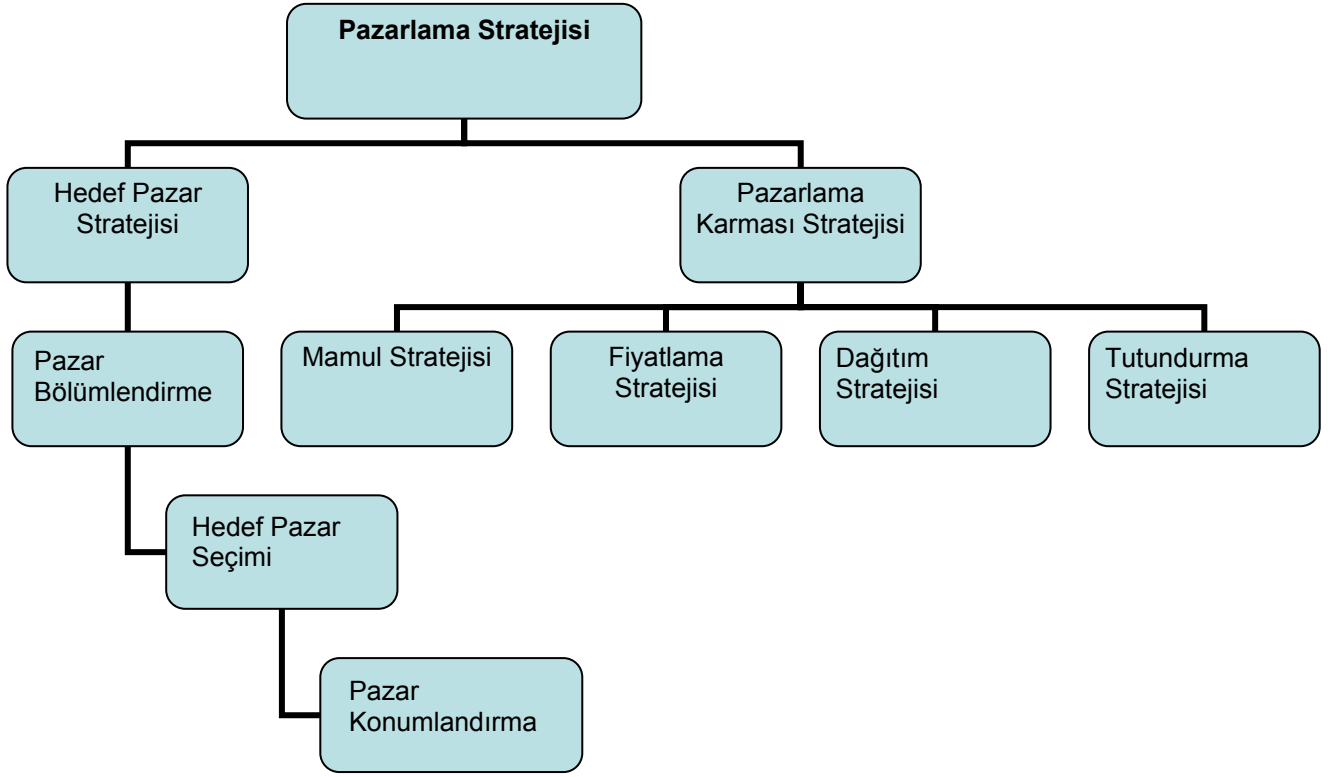 Pazarlama Stratejisi
Hedef Pazar
Stratejisi
Pazarlama
Karması Stratejisi
Pazar
Bölümlendirme
Mamul Stratejisi
Fiyatlama
Stratejisi
Dağıtım
Stratejisi
Tutundurma
Stratejisi
Hedef Pazar
Seçimi
Pazar
Konumlandırma